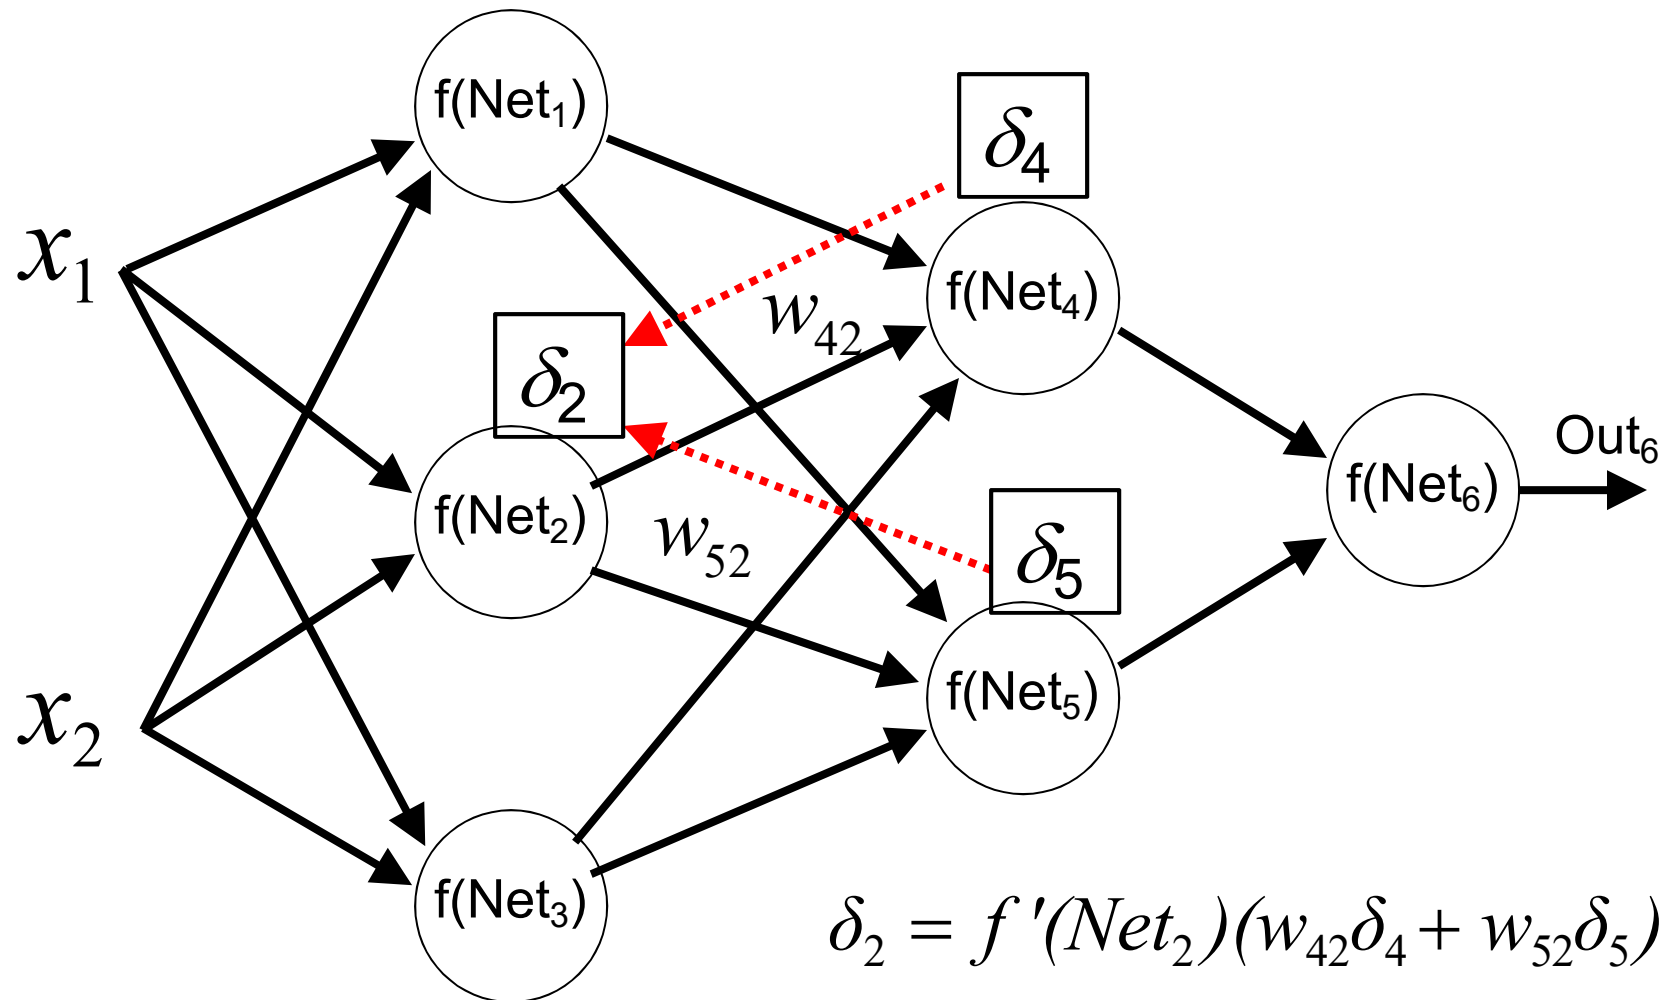 f(Net₁)
δ₄
x₁
f(Net₄)
w₄₂
δ₂
Out₆
f(Net₆)
f(Net₂)
w₅₂
δ₅
f(Net₅)
x₂
f(Net₃)
δ₂ = f '(Net₂)(w₄₂δ₄ + w₅₂δ₅)